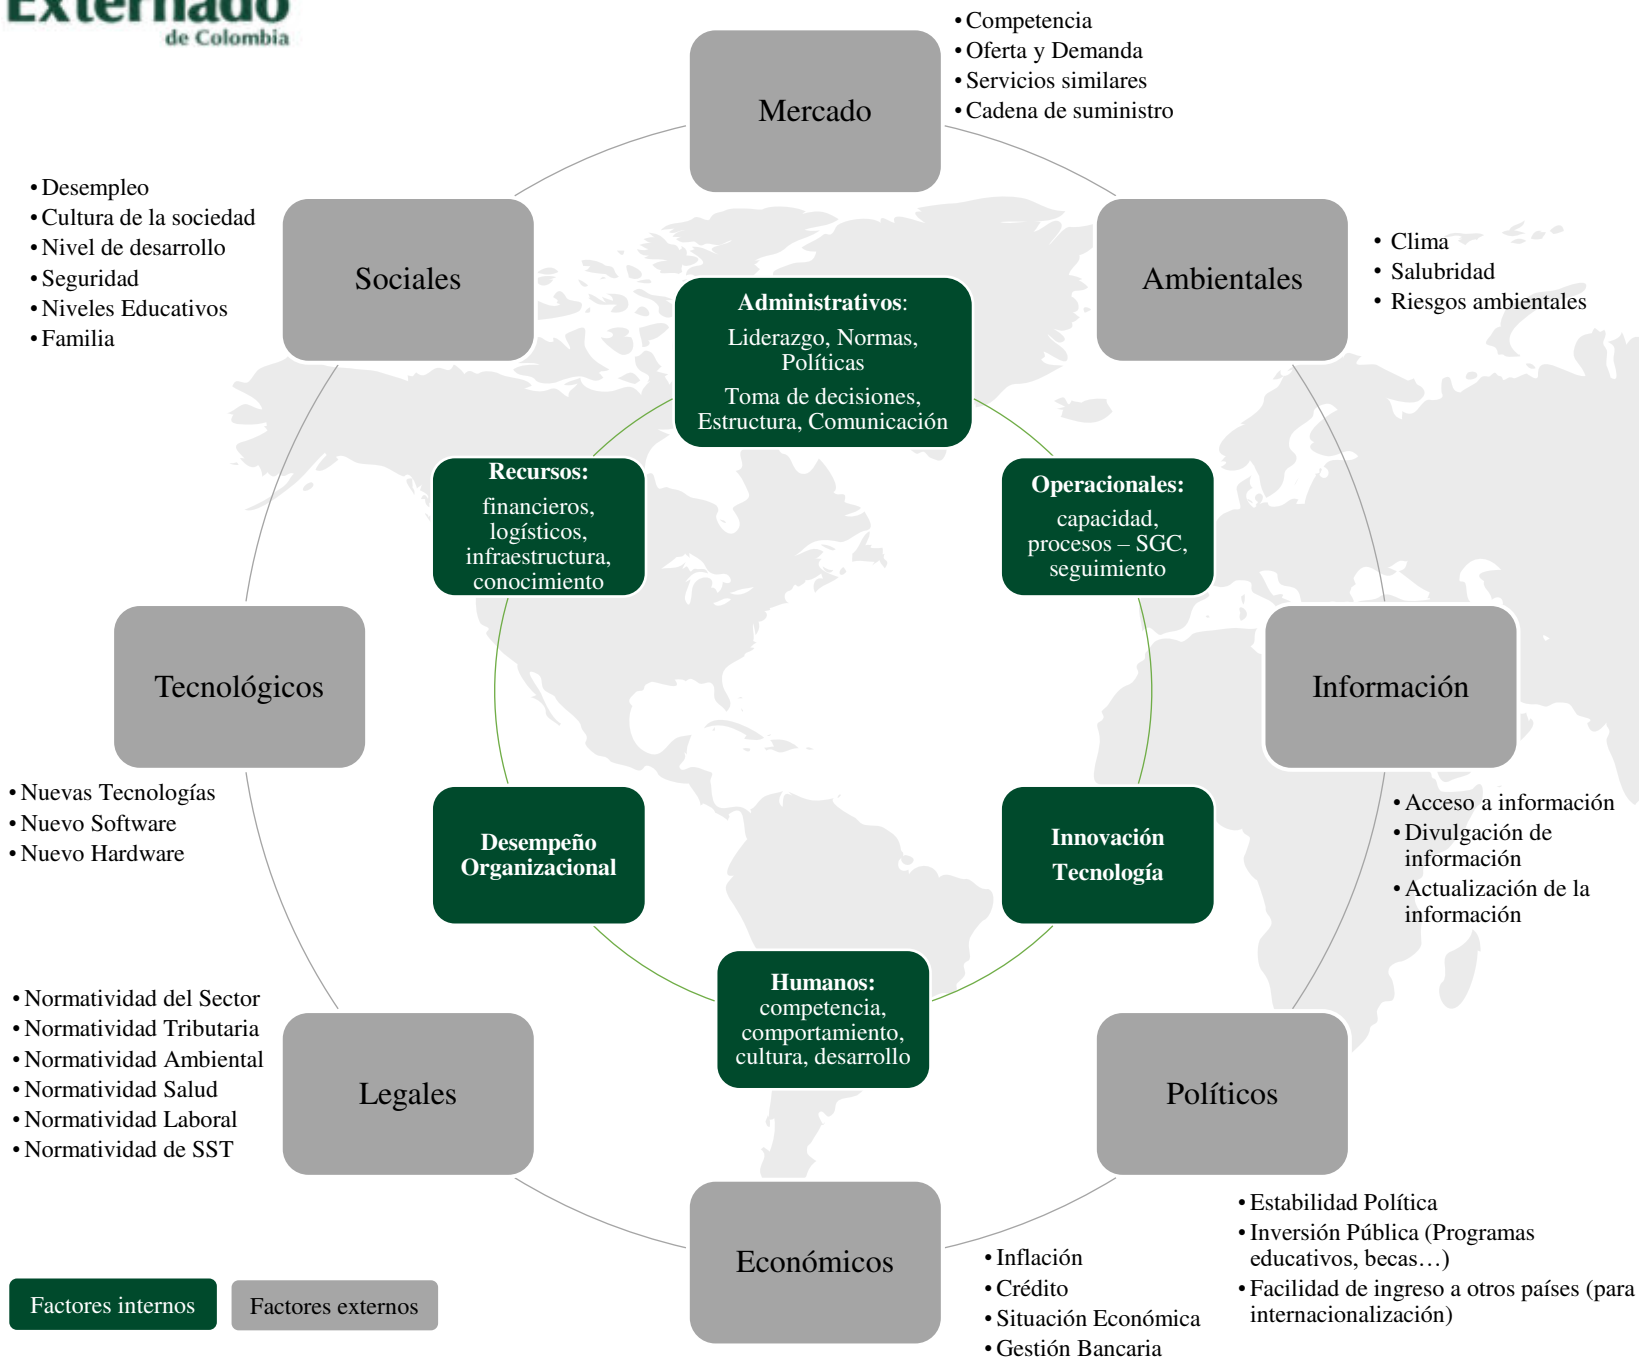 Externado
de Colombia
• Competencia
• Oferta y Demanda
• Servicios similares
• Cadena de suministro
Mercado
• Desempleo
• Cultura de la sociedad
• Nivel de desarrollo
• Seguridad
• Niveles Educativos
• Familia
Sociales
Ambientales
• Clima
• Salubridad
• Riesgos ambientales
Administrativos:
Liderazgo, Normas,
Políticas
Toma de decisiones,
Estructura, Comunicación
Recursos:
financieros,
logísticos,
infraestructura,
conocimiento
Operacionales:
capacidad,
procesos – SGC,
seguimiento
Tecnológicos
• Nuevas Tecnologías
• Nuevo Software
• Nuevo Hardware
Información
• Acceso a información
• Divulgación de
información
• Actualización de la
información
Desempeño
Organizacional
Innovación
Tecnología
Humanos:
competencia,
comportamiento,
cultura, desarrollo
• Normatividad del Sector
• Normatividad Tributaria
• Normatividad Ambiental
• Normatividad Salud
• Normatividad Laboral
• Normatividad de SST
Legales
Políticos
• Estabilidad Política
• Inversión Pública (Programas
educativos, becas…)
• Facilidad de ingreso a otros países (para
internacionalización)
Económicos
• Inflación
• Crédito
• Situación Económica
• Gestión Bancaria
Factores internos
Factores externos